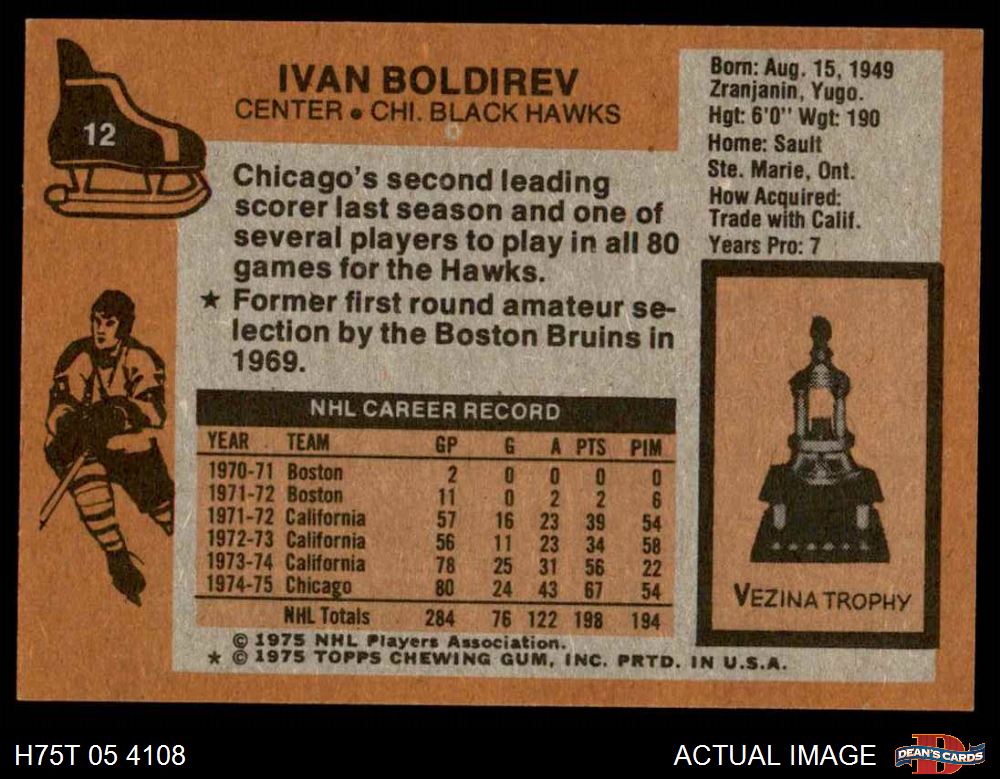 12
IVAN BOLDIREV
CENTER • CHI. BLACK HAWKS
Born: Aug. 15, 1949
Zranjanin, Yugo.
Hgt: 6'0" Wgt: 190
Home: Sault
Ste. Marie, Ont.
How Acquired:
Trade with Calif.
Years Pro: 7
Chicago's second leading
scorer last season and one of
several players to play in all 80
games for the Hawks.
★ Former first round amateur se-
lection by the Boston Bruins in
1969.
NHL CAREER RECORD
YEAR TEAM GP G A PTS PIM
1970-71 Boston 2 0 0 0 0
1971-72 Boston 11 0 2 2 6
1971-72 California 57 16 23 39 54
1972-73 California 56 11 23 34 58
1973-74 California 78 25 31 56 22
1974-75 Chicago 80 24 43 67 54
NHL Totals 284 76 122 198 194
VEZINA TROPHY
© 1975 NHL Players Association.
★ © 1975 TOPPS CHEWING GUM, INC. PRTD. IN U.S.A.
H75T 05 4108
ACTUAL IMAGE
D
DEAN'S CARDS